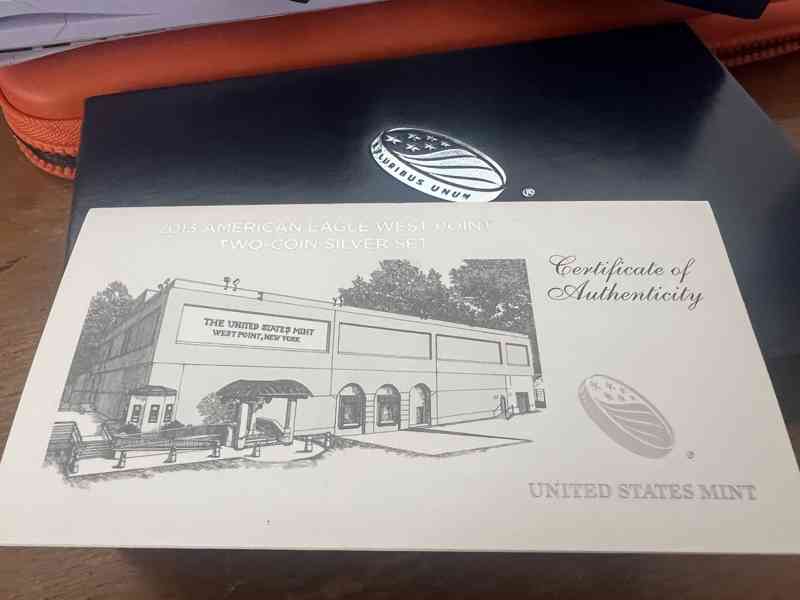 PLURIBUS UNUM
®
2013 AMERICAN EAGLE WEST POINT
TWO-COIN SILVER SET
Certificate of
Authenticity
THE UNITED STATES MINT
WEST POINT, NEW YORK
®
UNITED STATES MINT